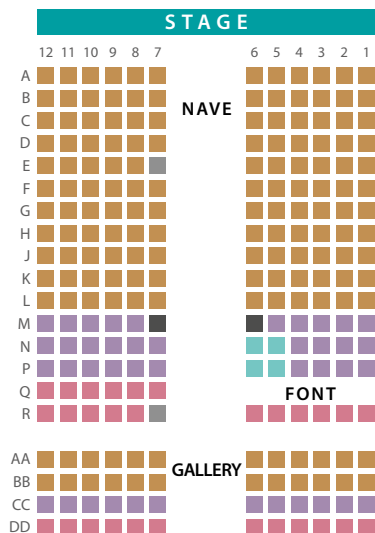 STAGE
12 11 10 9 8 7 6 5 4 3 2 1
A
B
NAVE
C
D
E
F
G
H
J
K
L
M
N
P
Q FONT
R
AA
GALLERY
BB
CC
DD